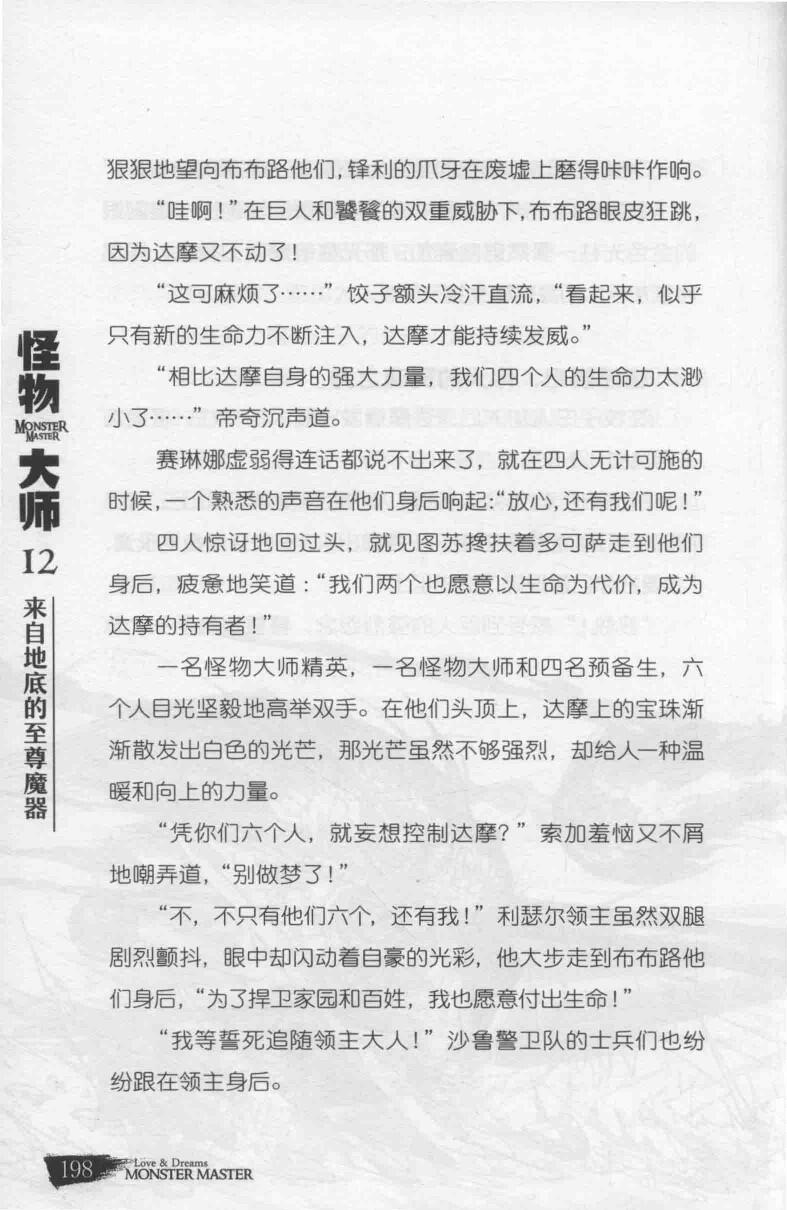 狠狠地望向布布路他们,锋利的爪牙在废墟上磨得咔咔作响。
“哇啊!”在巨人和饕餮的双重威胁下,布布路眼皮狂跳,
因为达摩又不动了!
“这可麻烦了……”饺子额头冷汗直流,“看起来,似乎
只有新的生命力不断注入,达摩才能持续发威。”
“相比达摩自身的强大力量,我们四个人的生命力太渺
小了……”帝奇沉声道。
赛琳娜虚弱得连话都说不出来了,就在四人无计可施的
时候,一个熟悉的声音在他们身后响起:“放心,还有我们呢!”
四人惊讶地回过头,就见图苏搀扶着多可萨走到他们
身后,疲惫地笑道:“我们两个也愿意以生命为代价,成为
达摩的持有者!”
一名怪物大师精英,一名怪物大师和四名预备生,六
个人目光坚毅地高举双手。在他们头顶上,达摩上的宝珠渐
渐散发出白色的光芒,那光芒虽然不够强烈,却给人一种温
暖和向上的力量。
“凭你们六个人,就妄想控制达摩?”索加羞恼又不屑
地嘲弄道,“别做梦了!”
“不,不只有他们六个,还有我!”利瑟尔领主虽然双腿
剧烈颤抖,眼中却闪动着自豪的光彩,他大步走到布布路他
们身后,“为了捍卫家园和百姓,我也愿意付出生命!”
“我等誓死追随领主大人!”沙鲁警卫队的士兵们也纷
纷跟在领主身后。
怪物
MONSTER
MASTER
大师
12
来自地底的至尊魔器
198
Love & Dreams
MONSTER MASTER